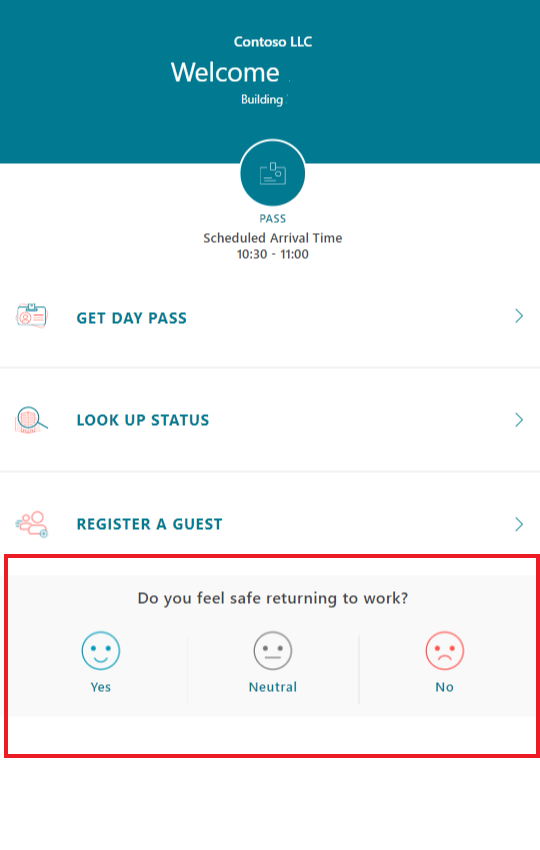 Contoso LLC
Welcome
Building
PASS
Scheduled Arrival Time
10:30 - 11:00
GET DAY PASS
LOOK UP STATUS
REGISTER A GUEST
Do you feel safe returning to work?
Yes
Neutral
No